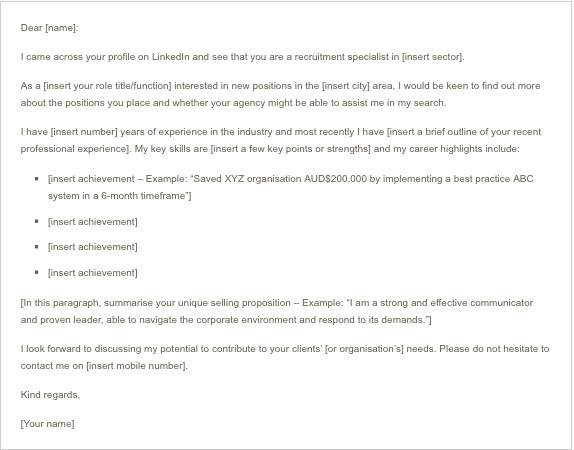 Dear [name]:
I came across your profile on LinkedIn and see that you are a recruitment specialist in [insert sector].
As a [insert your role title/function] interested in new positions in the [insert city] area, I would be keen to find out more
about the positions you place and whether your agency might be able to assist me in my search.
I have [insert number] years of experience in the industry and most recently I have [insert a brief outline of your recent
professional experience]. My key skills are [insert a few key points or strengths] and my career highlights include:
▪ [insert achievement – Example: “Saved XYZ organisation AUD$200,000 by implementing a best practice ABC
system in a 6-month timeframe”]
▪ [insert achievement]
▪ [insert achievement]
▪ [insert achievement]
[In this paragraph, summarise your unique selling proposition – Example: “I am a strong and effective communicator
and proven leader, able to navigate the corporate environment and respond to its demands.”]
I look forward to discussing my potential to contribute to your clients’ [or organisation’s] needs. Please do not hesitate to
contact me on [insert mobile number].
Kind regards,
[Your name]